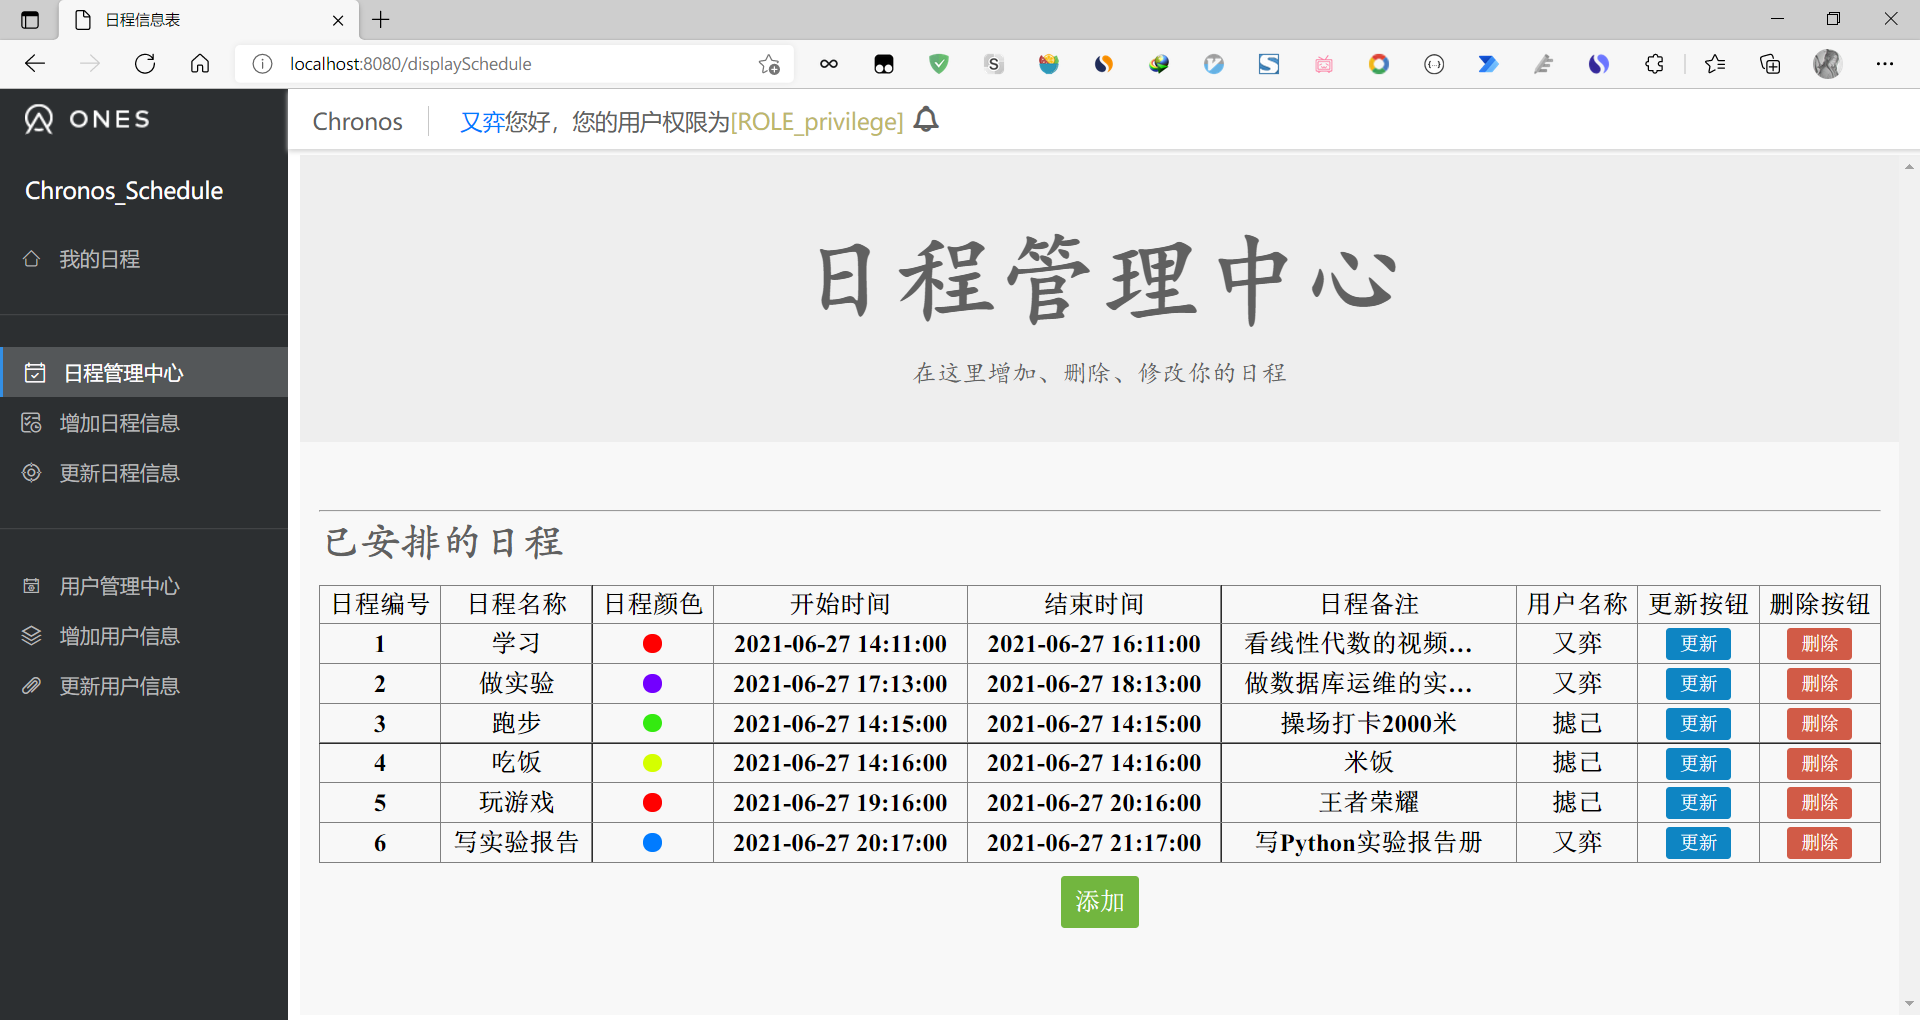 日程信息表
localhost:8080/displaySchedule
ONES
Chronos
又弈您好，您的用户权限为[ROLE_privilege]
Chronos_Schedule
我的日程
日程管理中心
增加日程信息
更新日程信息
用户管理中心
增加用户信息
更新用户信息
日程管理中心
在这里增加、删除、修改你的日程
已安排的日程
日程编号 日程名称 日程颜色 开始时间 结束时间 日程备注 用户名称 更新按钮 删除按钮
1 学习 2021-06-27 14:11:00 2021-06-27 16:11:00 看线性代数的视频... 又弈 更新 删除
2 做实验 2021-06-27 17:13:00 2021-06-27 18:13:00 做数据库运维的实... 又弈 更新 删除
3 跑步 2021-06-27 14:15:00 2021-06-27 14:15:00 操场打卡2000米 摅己 更新 删除
4 吃饭 2021-06-27 14:16:00 2021-06-27 14:16:00 米饭 摅己 更新 删除
5 玩游戏 2021-06-27 19:16:00 2021-06-27 20:16:00 王者荣耀 摅己 更新 删除
6 写实验报告 2021-06-27 20:17:00 2021-06-27 21:17:00 写Python实验报告册 又弈 更新 删除
添加